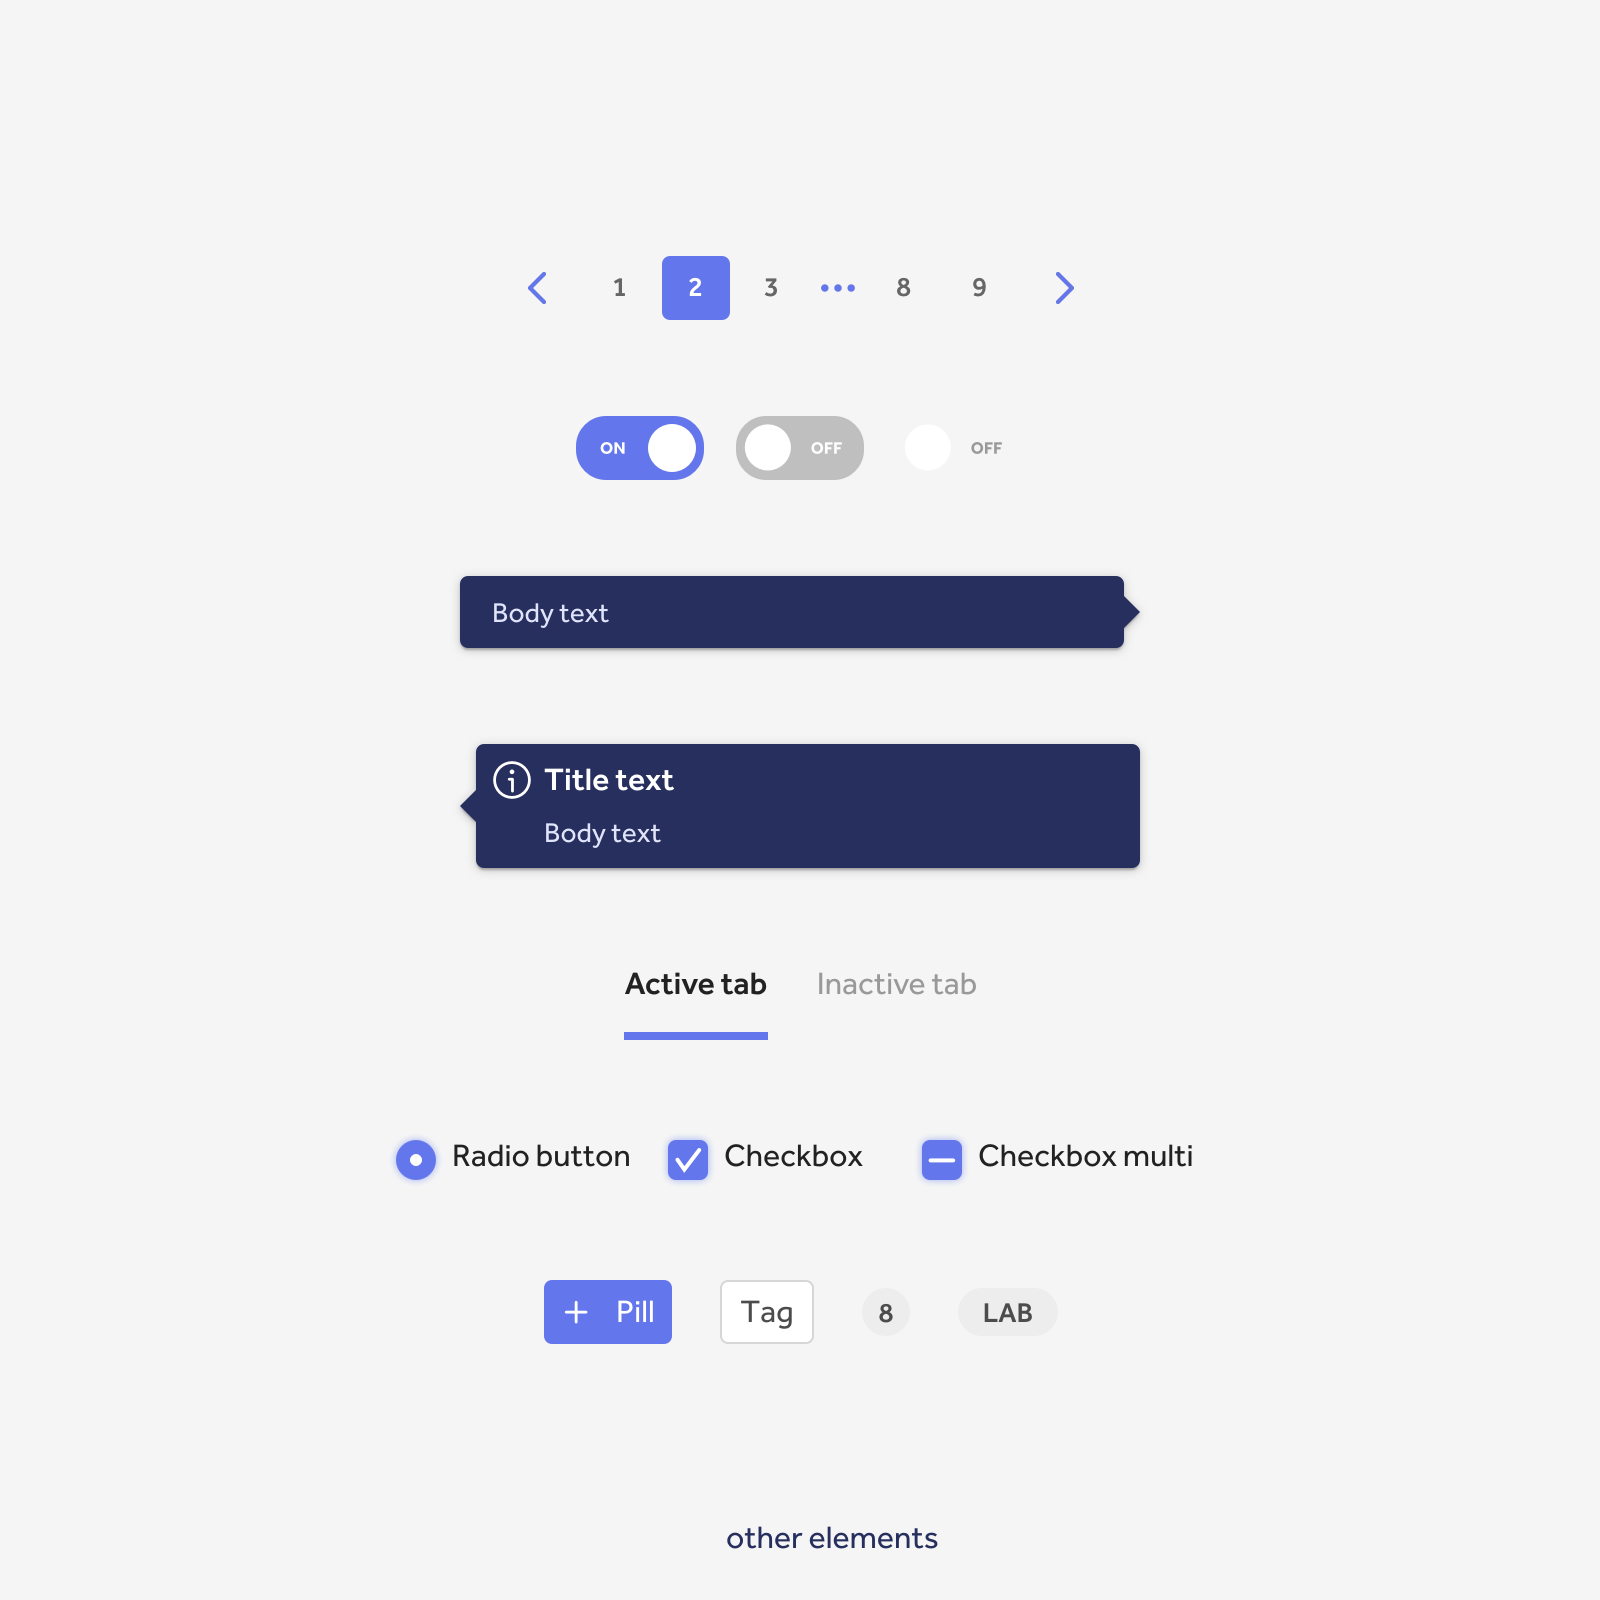 1 2 3 ••• 8 9
ON OFF OFF
Body text
Title text
Body text
Active tab Inactive tab
Radio button Checkbox Checkbox multi
+ Pill Tag 8 LAB
other elements